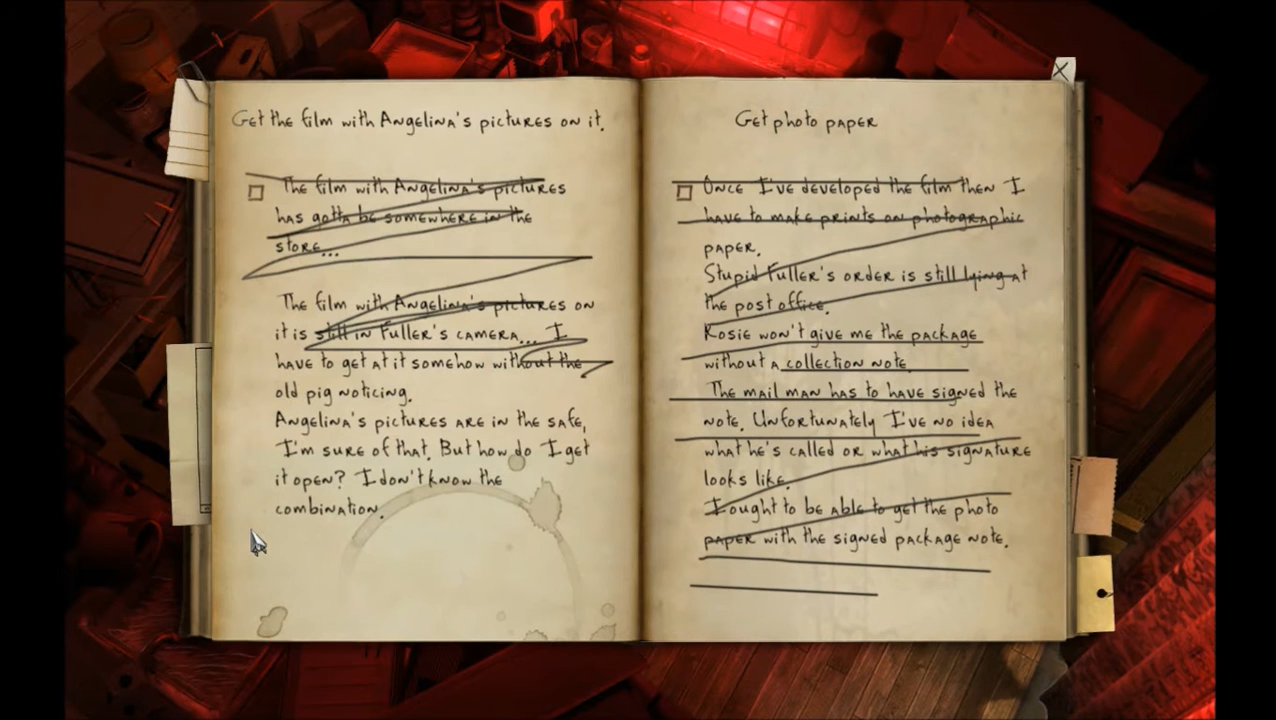 Get the film with Angelina's pictures on it.
The film with Angelina's pictures
has gotta be somewhere in the
store...
The film with Angelina's pictures on
it is still in Fuller's camera... I
have to get at it somehow without the
old pig noticing.
Angelina's pictures are in the safe,
I'm sure of that. But how do I get
it open? I don't know the
combination.
Get photo paper
Once I've developed the film then I
have to make prints on photographic
paper.
Stupid Fuller's order is still lying at
the post office.
Rosie won't give me the package
without a collection note.
The mail man has to have signed the
note. Unfortunately I've no idea
what he's called or what his signature
looks like.
I ought to be able to get the photo
paper with the signed package note.